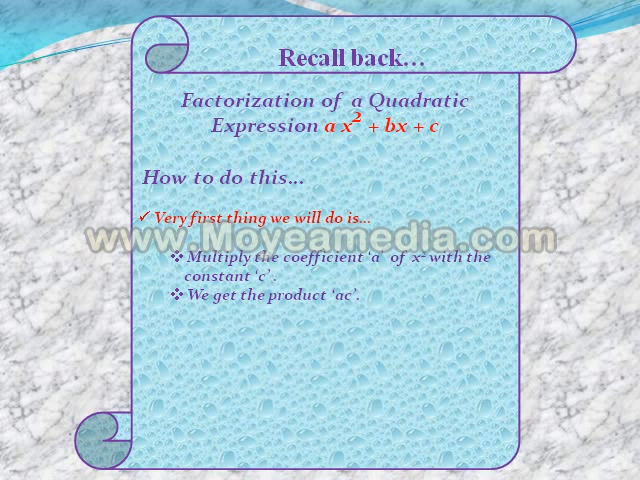 Recall back…
Factorization of a Quadratic
Expression a x² + bx + c
How to do this…
✓ Very first thing we will do is…
www.Moyeamedia.com
❖ Multiply the coefficient ‘a’ of x² with the
constant ‘c’ .
❖ We get the product ‘ac’.